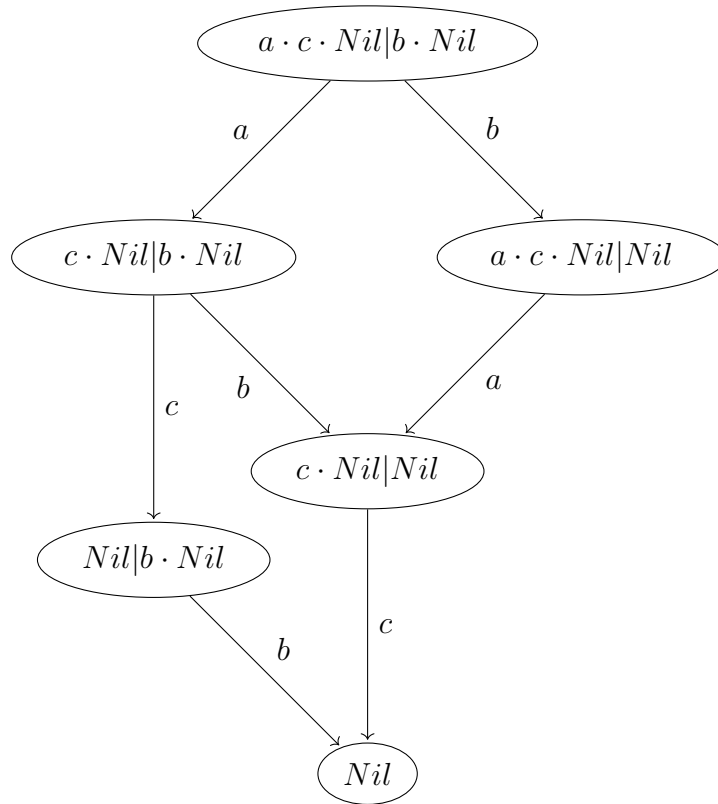 a · c · Nil|b · Nil
a
b
c · Nil|b · Nil
a · c · Nil|Nil
c
b
a
c · Nil|Nil
Nil|b · Nil
b
c
Nil